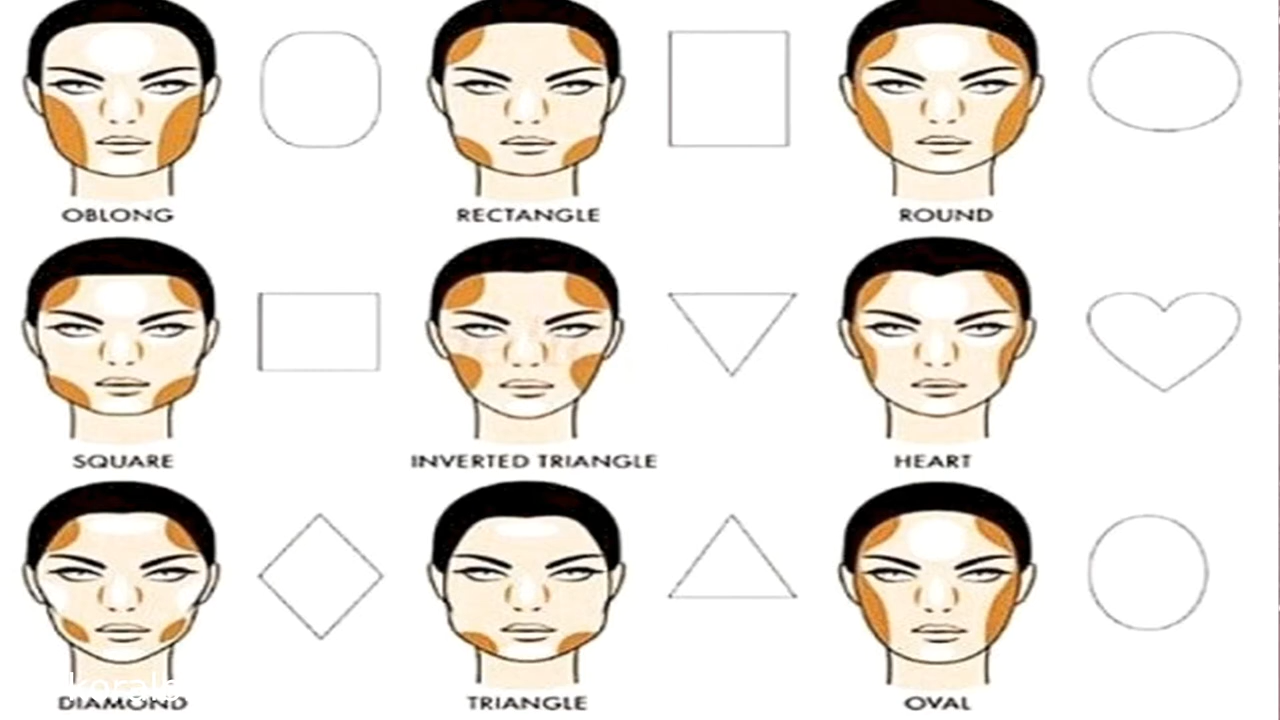 OBLONG
RECTANGLE
ROUND
SQUARE
INVERTED TRIANGLE
HEART
DIAMOND
TRIANGLE
OVAL